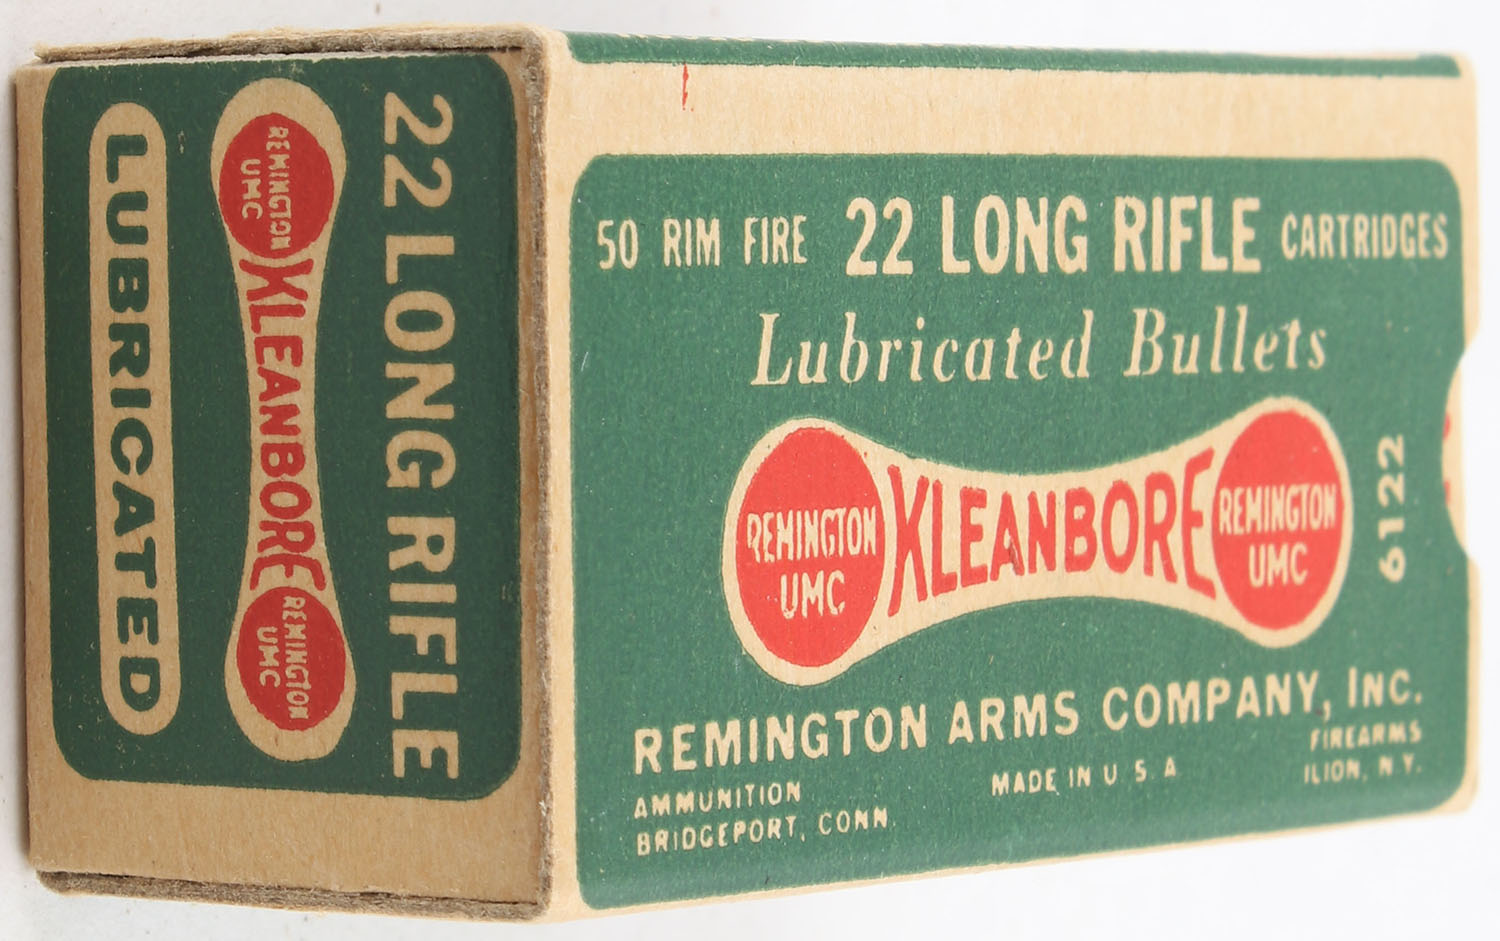 22 LONG RIFLE
REMINGTON
UMC
KLEANBORE
REMINGTON
UMC
LUBRICATED
50 RIM FIRE 22 LONG RIFLE CARTRIDGES
Lubricated Bullets
REMINGTON
UMC
KLEANBORE
REMINGTON
UMC
6122
REMINGTON ARMS COMPANY, INC.
AMMUNITION
BRIDGEPORT, CONN.
MADE IN U.S.A.
FIREARMS
ILION, N.Y.